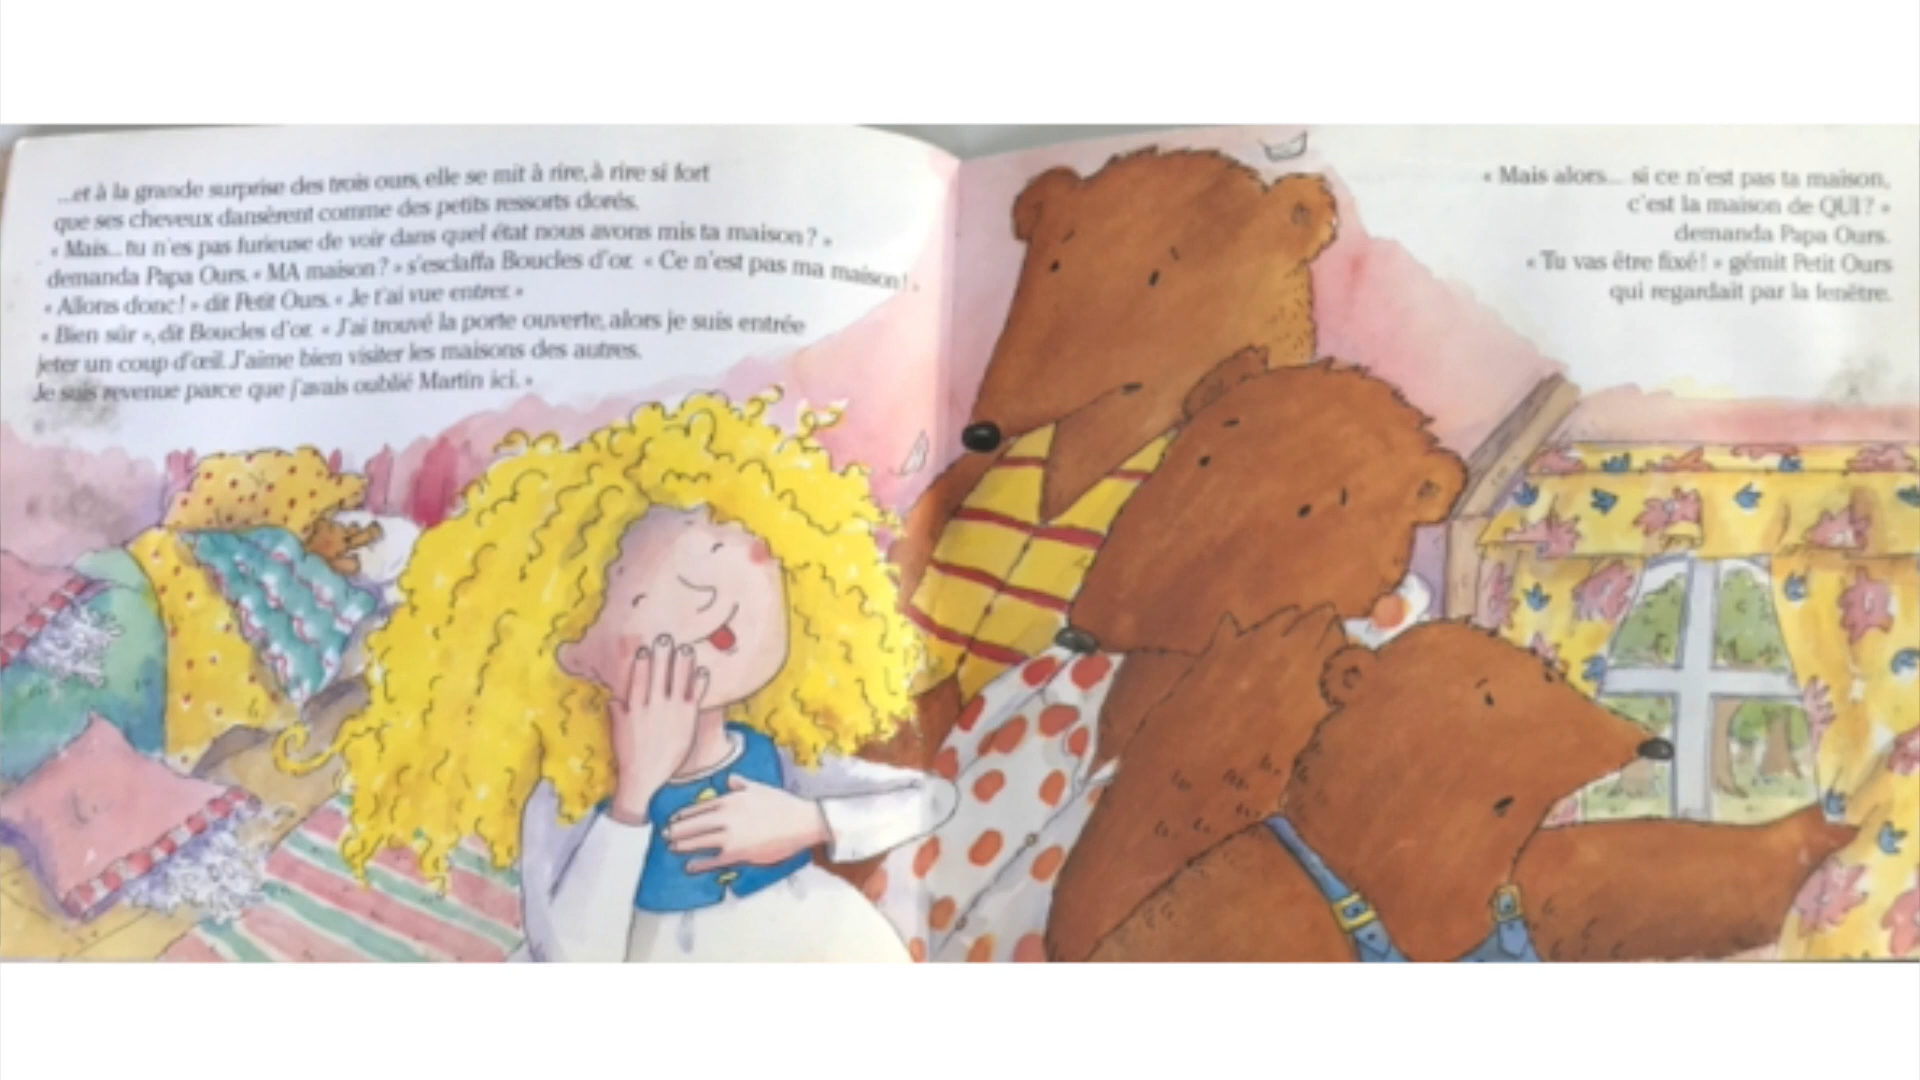 ...et à la grande surprise des trois ours, elle se mit à rire, à rire si fort
que ses cheveux dansèrent comme des petits ressorts dorés.
« Mais... tu n'es pas furieuse de voir dans quel état nous avons mis ta maison ? »
demanda Papa Ours. « MA maison ? » s'esclaffa Boucles d'or. « Ce n'est pas ma maison ! »
« Allons donc ! » dit Petit Ours. « Je t'ai vue entrer. »
« Bien sûr », dit Boucles d'or. « J'ai trouvé la porte ouverte, alors je suis entrée
jeter un coup d'œil. J'aime bien visiter les maisons des autres.
Je suis revenue parce que j'avais oublié Martin ici. »
« Mais alors... si ce n'est pas ta maison,
c'est la maison de QUI ? »
demanda Papa Ours.
« Tu vas être fixé ! » gémit Petit Ours
qui regardait par la fenêtre.